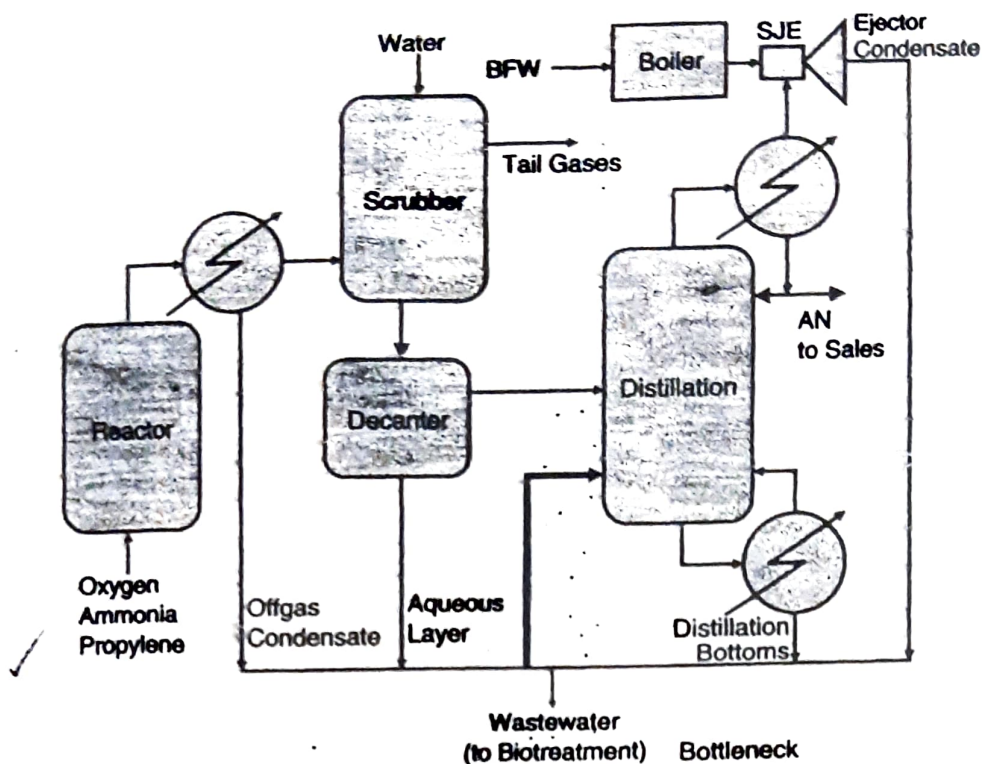 Water
BFW
Boiler
SJE
Ejector
Condensate
Tail Gases
Scrubber
AN
to Sales
Distillation
Decanter
Reactor
Oxygen
Ammonia
Propylene
Offgas
Condensate
Aqueous
Layer
Distillation
Bottoms
Wastewater
(to Biotreatment)
Bottleneck